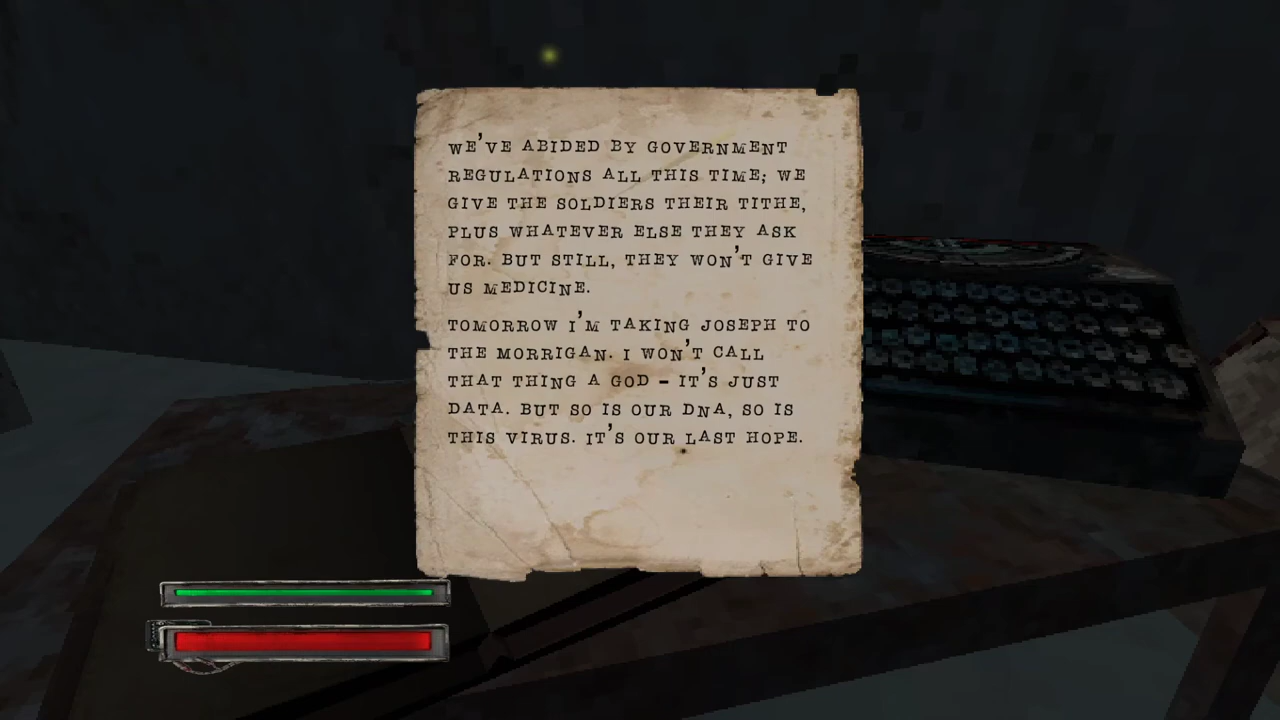 WE'VE ABIDED BY GOVERNMENT
REGULATIONS ALL THIS TIME; WE
GIVE THE SOLDIERS THEIR TITHE,
PLUS WHATEVER ELSE THEY ASK
FOR. BUT STILL, THEY WON'T GIVE
US MEDICINE.
TOMORROW I'M TAKING JOSEPH TO
THE MORRIGAN. I WON'T CALL
THAT THING A GOD - IT'S JUST
DATA. BUT SO IS OUR DNA, SO IS
THIS VIRUS. IT'S OUR LAST HOPE.